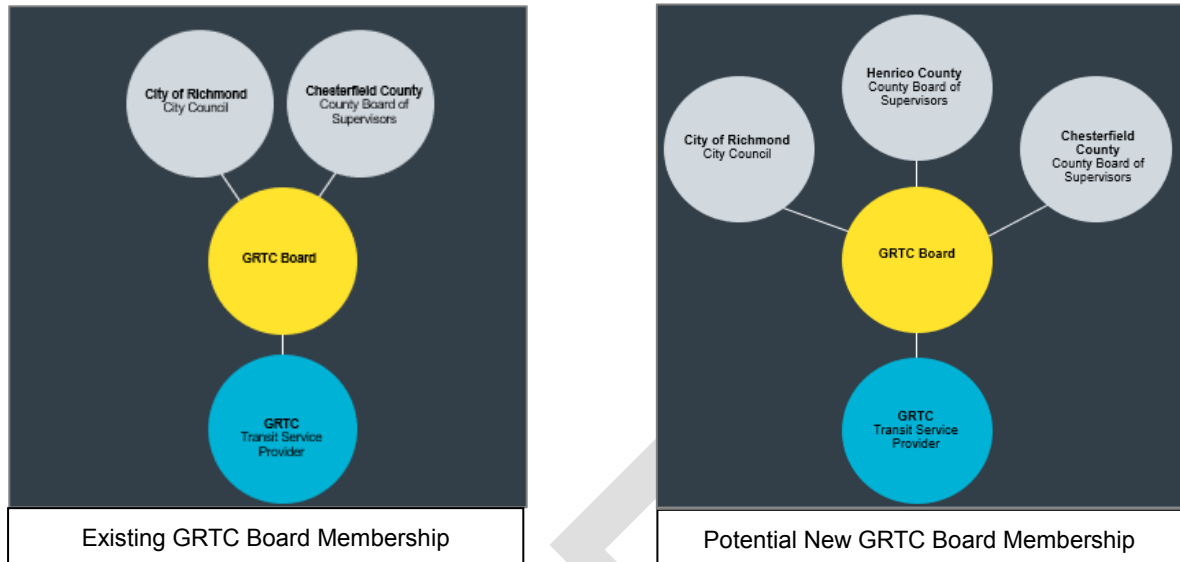 City of Richmond
City Council
Chesterfield County
County Board of
Supervisors
GRTC Board
GRTC
Transit Service
Provider
Existing GRTC Board Membership
Henrico County
County Board of
Supervisors
City of Richmond
City Council
Chesterfield
County
County Board of
Supervisors
GRTC Board
GRTC
Transit Service
Provider
Potential New GRTC Board Membership